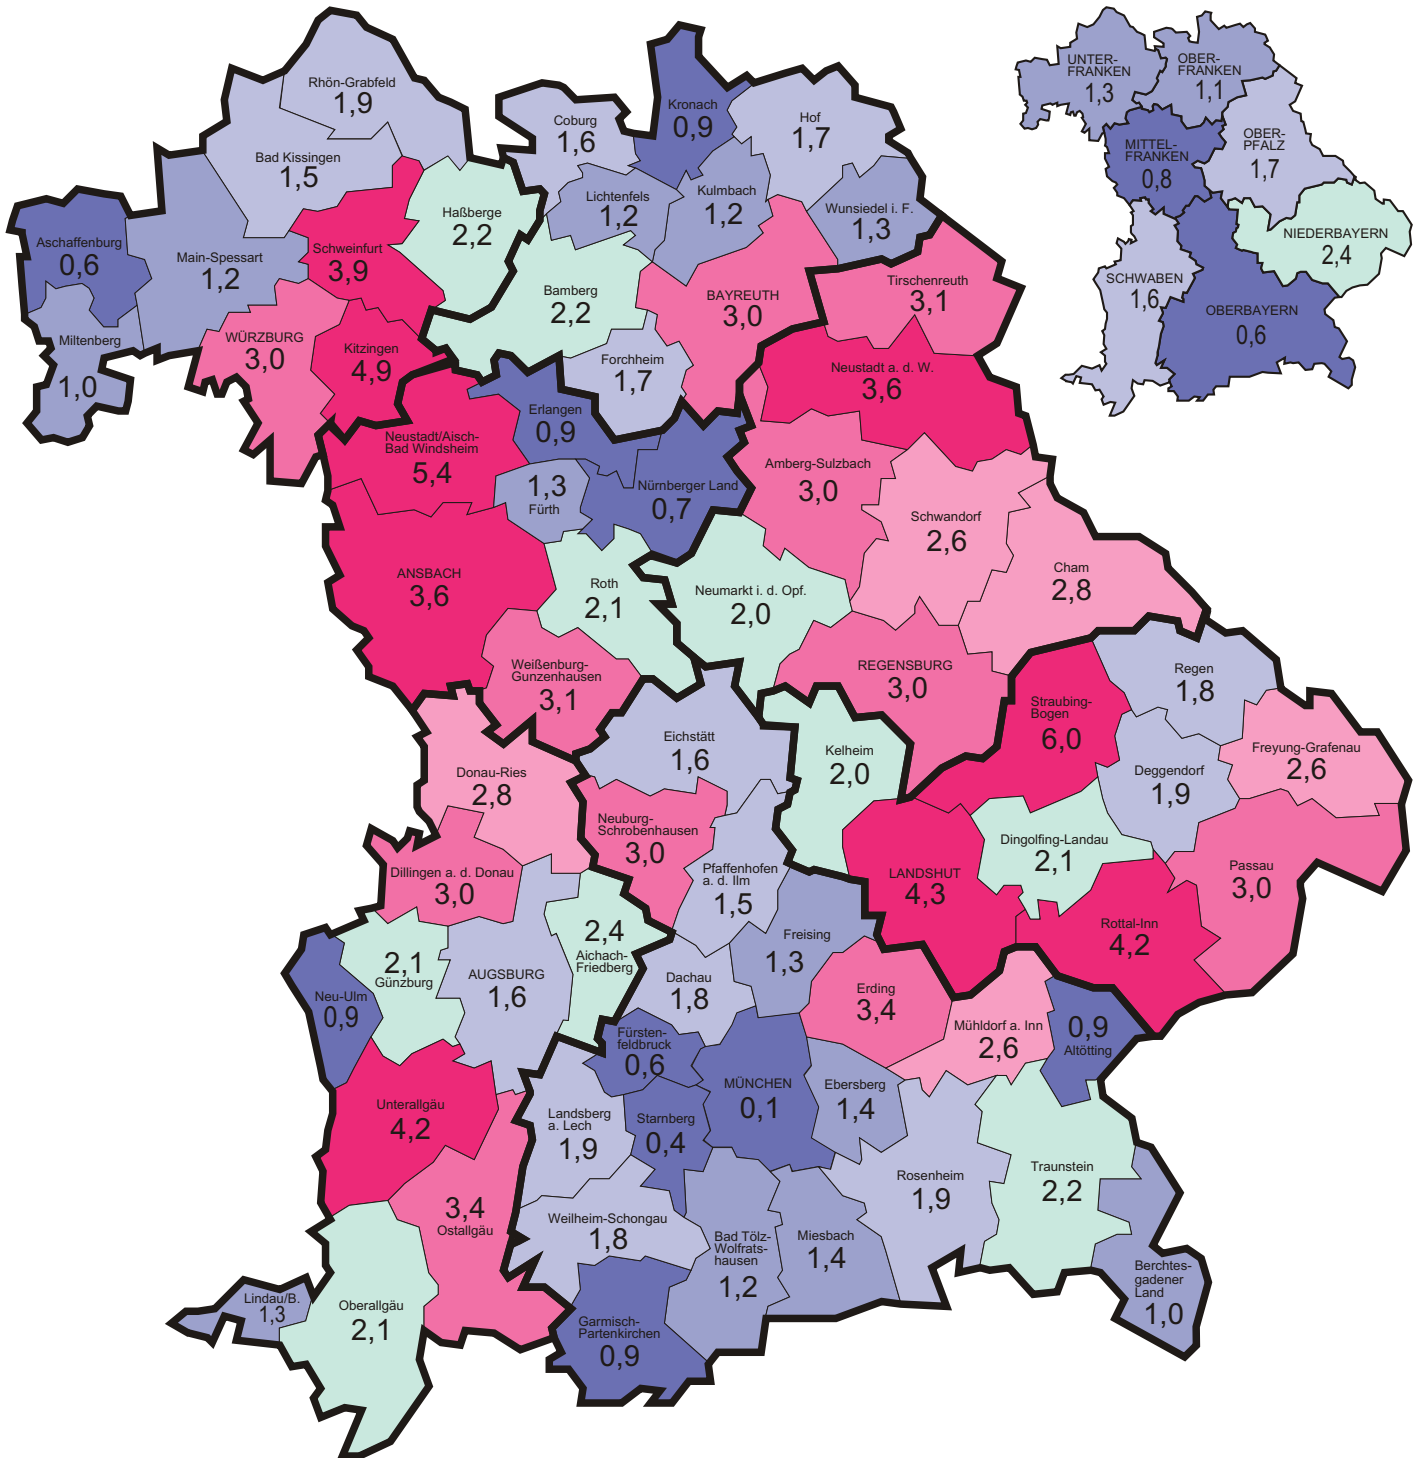 Rhön-Grabfeld
1,9
Bad Kissingen
1,5
Aschaffenburg
0,6
Main-Spessart
1,2
Miltenberg
1,0
Schweinfurt
3,9
Haßberge
2,2
WÜRZBURG
3,0
Kitzingen
4,9
Coburg
1,6
Kronach
0,9
Hof
1,7
Lichtenfels
1,2
Kulmbach
1,2
Wunsiedel i. F.
1,3
Bamberg
2,2
BAYREUTH
3,0
Forchheim
1,7
Tirschenreuth
3,1
Neustadt a. d. W.
3,6
Amberg-Sulzbach
3,0
Schwandorf
2,6
Cham
2,8
Neumarkt i. d. Opf.
2,0
REGENSBURG
3,0
Neustadt/Aisch-
Bad Windsheim
5,4
Erlangen
0,9
1,3
Fürth
Nürnberger Land
0,7
ANSBACH
3,6
Roth
2,1
Weißenburg-
Gunzenhausen
3,1
Kelheim
2,0
Straubing-
Bogen
6,0
Regen
1,8
Freyung-Grafenau
2,6
Deggendorf
1,9
Dingolfing-Landau
2,1
LANDSHUT
4,3
Rottal-Inn
4,2
Passau
3,0
Donau-Ries
2,8
Dillingen a. d. Donau
3,0
2,1
Günzburg
Neu-Ulm
0,9
AUGSBURG
1,6
2,4
Aichach-
Friedberg
Unterallgäu
4,2
3,4
Ostallgäu
Lindau/B.
1,3
Oberallgäu
2,1
Eichstätt
1,6
Neuburg-
Schrobenhausen
3,0
Pfaffenhofen
a. d. Ilm
1,5
Freising
1,3
Dachau
1,8
Erding
3,4
Mühldorf a. Inn
2,6
0,9
Altötting
Fürsten-
feldbruck
0,6
MÜNCHEN
0,1
Ebersberg
1,4
Landsberg
a. Lech
1,9
Starnberg
0,4
Rosenheim
1,9
Traunstein
2,2
Weilheim-Schongau
1,8
Bad Tölz-
Wolfrats-
hausen
1,2
Miesbach
1,4
Berchtes-
gadener
Land
1,0
Garmisch-
Partenkirchen
0,9
UNTER-
FRANKEN
1,3
OBER-
FRANKEN
1,1
MITTEL-
FRANKEN
0,8
OBER-
PFALZ
1,7
NIEDERBAYERN
2,4
SCHWABEN
1,6
OBERBAYERN
0,6